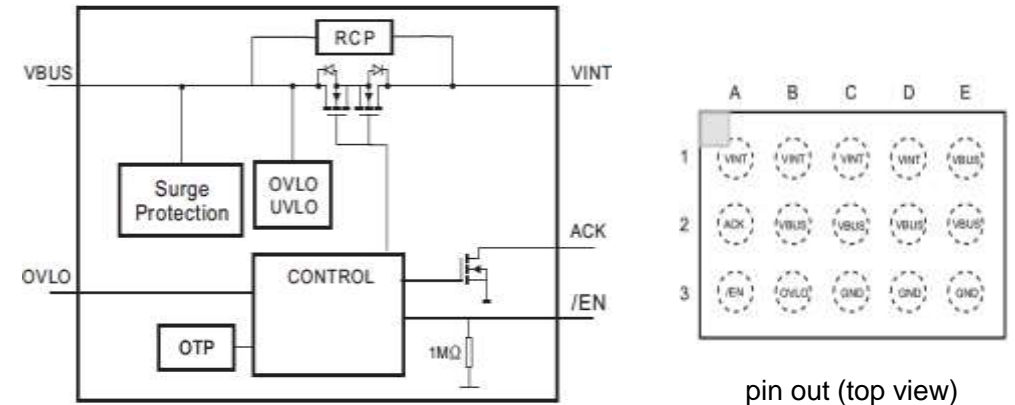 RCP
VBUS
VINT
Surge
Protection
OVLO
UVLO
ACK
OVLO
CONTROL
/EN
OTP
1MΩ
A B C D E
1 VINT VINT VINT VINT VBUS
2 ACK VBUS VBUS VBUS VBUS
3 /EN OVLO GND GND GND
pin out (top view)